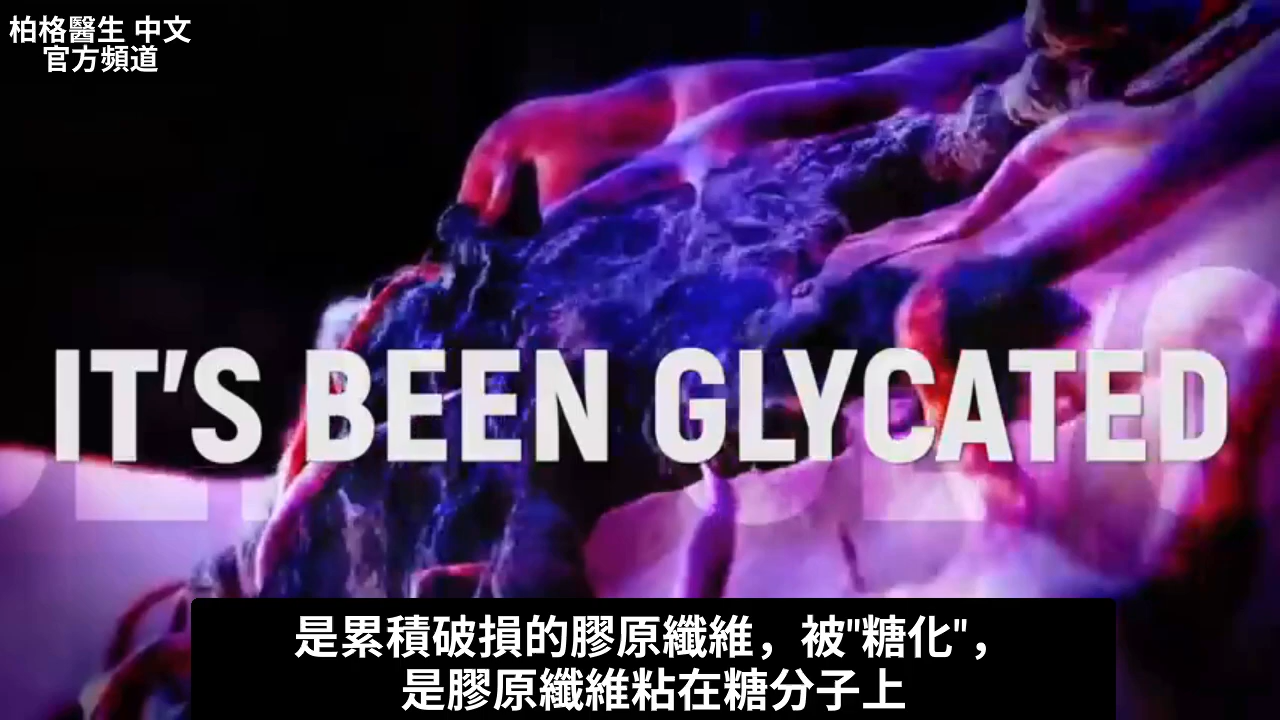 柏格醫生 中文
官方頻道
IT'S BEEN GLYCATED
是累積破損的膠原纖維，被"糖化"，
是膠原纖維粘在糖分子上